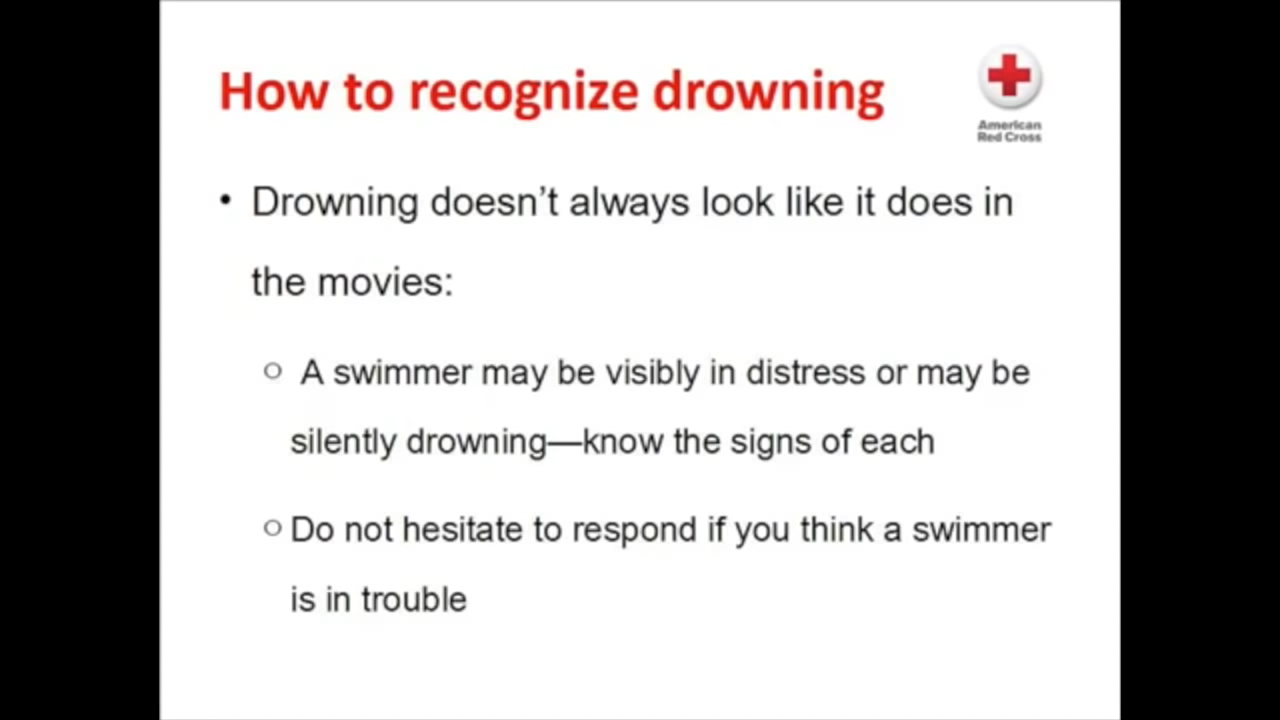 How to recognize drowning
American
Red Cross
• Drowning doesn’t always look like it does in
the movies:
○ A swimmer may be visibly in distress or may be
silently drowning—know the signs of each
○ Do not hesitate to respond if you think a swimmer
is in trouble